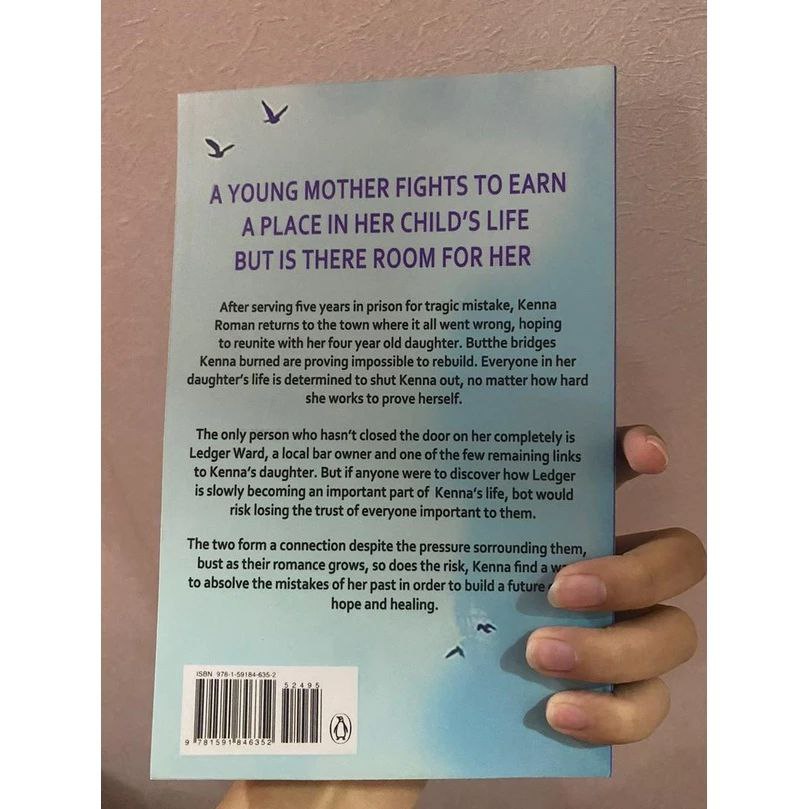 A YOUNG MOTHER FIGHTS TO EARN
A PLACE IN HER CHILD'S LIFE
BUT IS THERE ROOM FOR HER
After serving five years in prison for tragic mistake, Kenna
Roman returns to the town where it all went wrong, hoping
to reunite with her four year old daughter. Butthe bridges
Kenna burned are proving impossible to rebuild. Everyone in her
daughter's life is determined to shut Kenna out, no matter how hard
she works to prove herself.
The only person who hasn't closed the door on her completely is
Ledger Ward, a local bar owner and one of the few remaining links
to Kenna's daughter. But if anyone were to discover how Ledger
is slowly becoming an important part of Kenna's life, bot would
risk losing the trust of everyone important to them.
The two form a connection despite the pressure sorrounding them,
bust as their romance grows, so does the risk, Kenna find a
to absolve the mistakes of her past in order to build a future
hope and healing.
ISBN 978-1-59184-635-2
52495
9 781591 846352